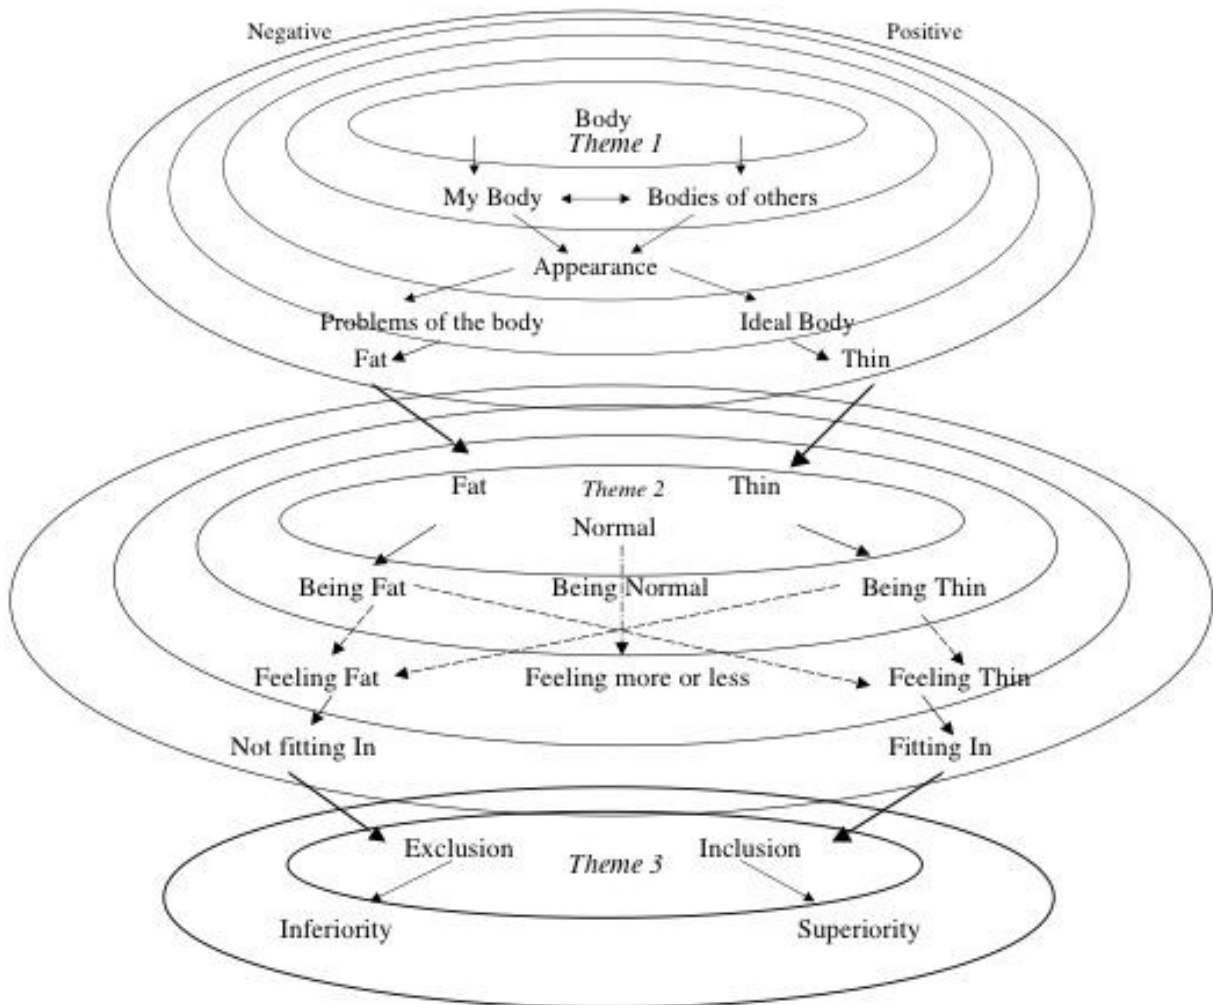 Negative Positive
Body
Theme 1
My Body Bodies of others
Appearance
Problems of the body Ideal Body
Fat Thin
Fat Theme 2 Thin
Normal
Being Fat Being Normal Being Thin
Feeling Fat Feeling more or less Feeling Thin
Not fitting In Fitting In
Exclusion Theme 3 Inclusion
Inferiority Superiority